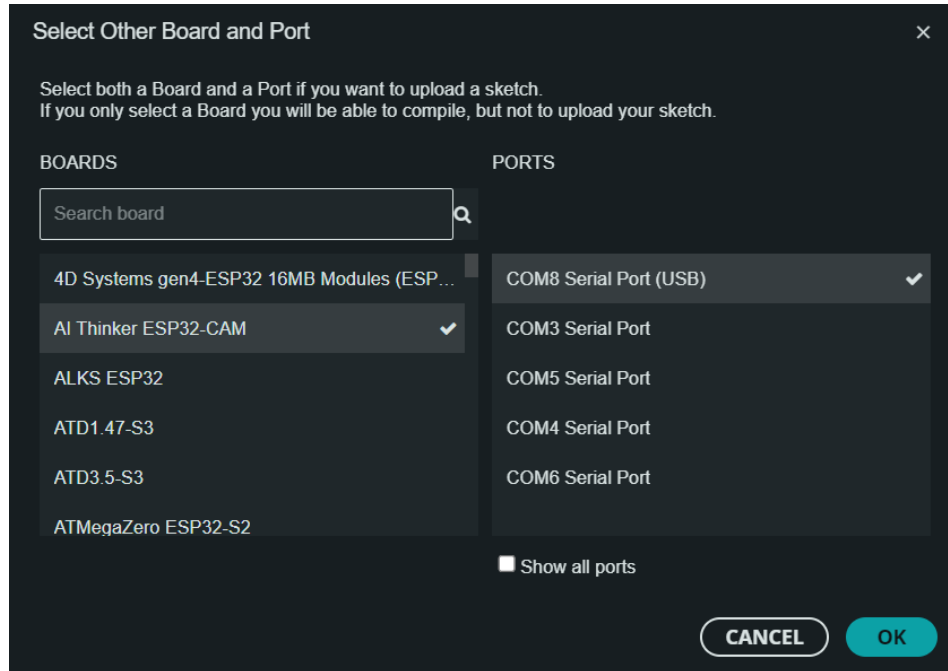 Select Other Board and Port
Select both a Board and a Port if you want to upload a sketch.
If you only select a Board you will be able to compile, but not to upload your sketch.
BOARDS
Search board
4D Systems gen4-ESP32 16MB Modules (ESP...
AI Thinker ESP32-CAM
ALKS ESP32
ATD1.47-S3
ATD3.5-S3
ATMegaZero ESP32-S2
PORTS
COM8 Serial Port (USB)
COM3 Serial Port
COM5 Serial Port
COM4 Serial Port
COM6 Serial Port
Show all ports
CANCEL
OK